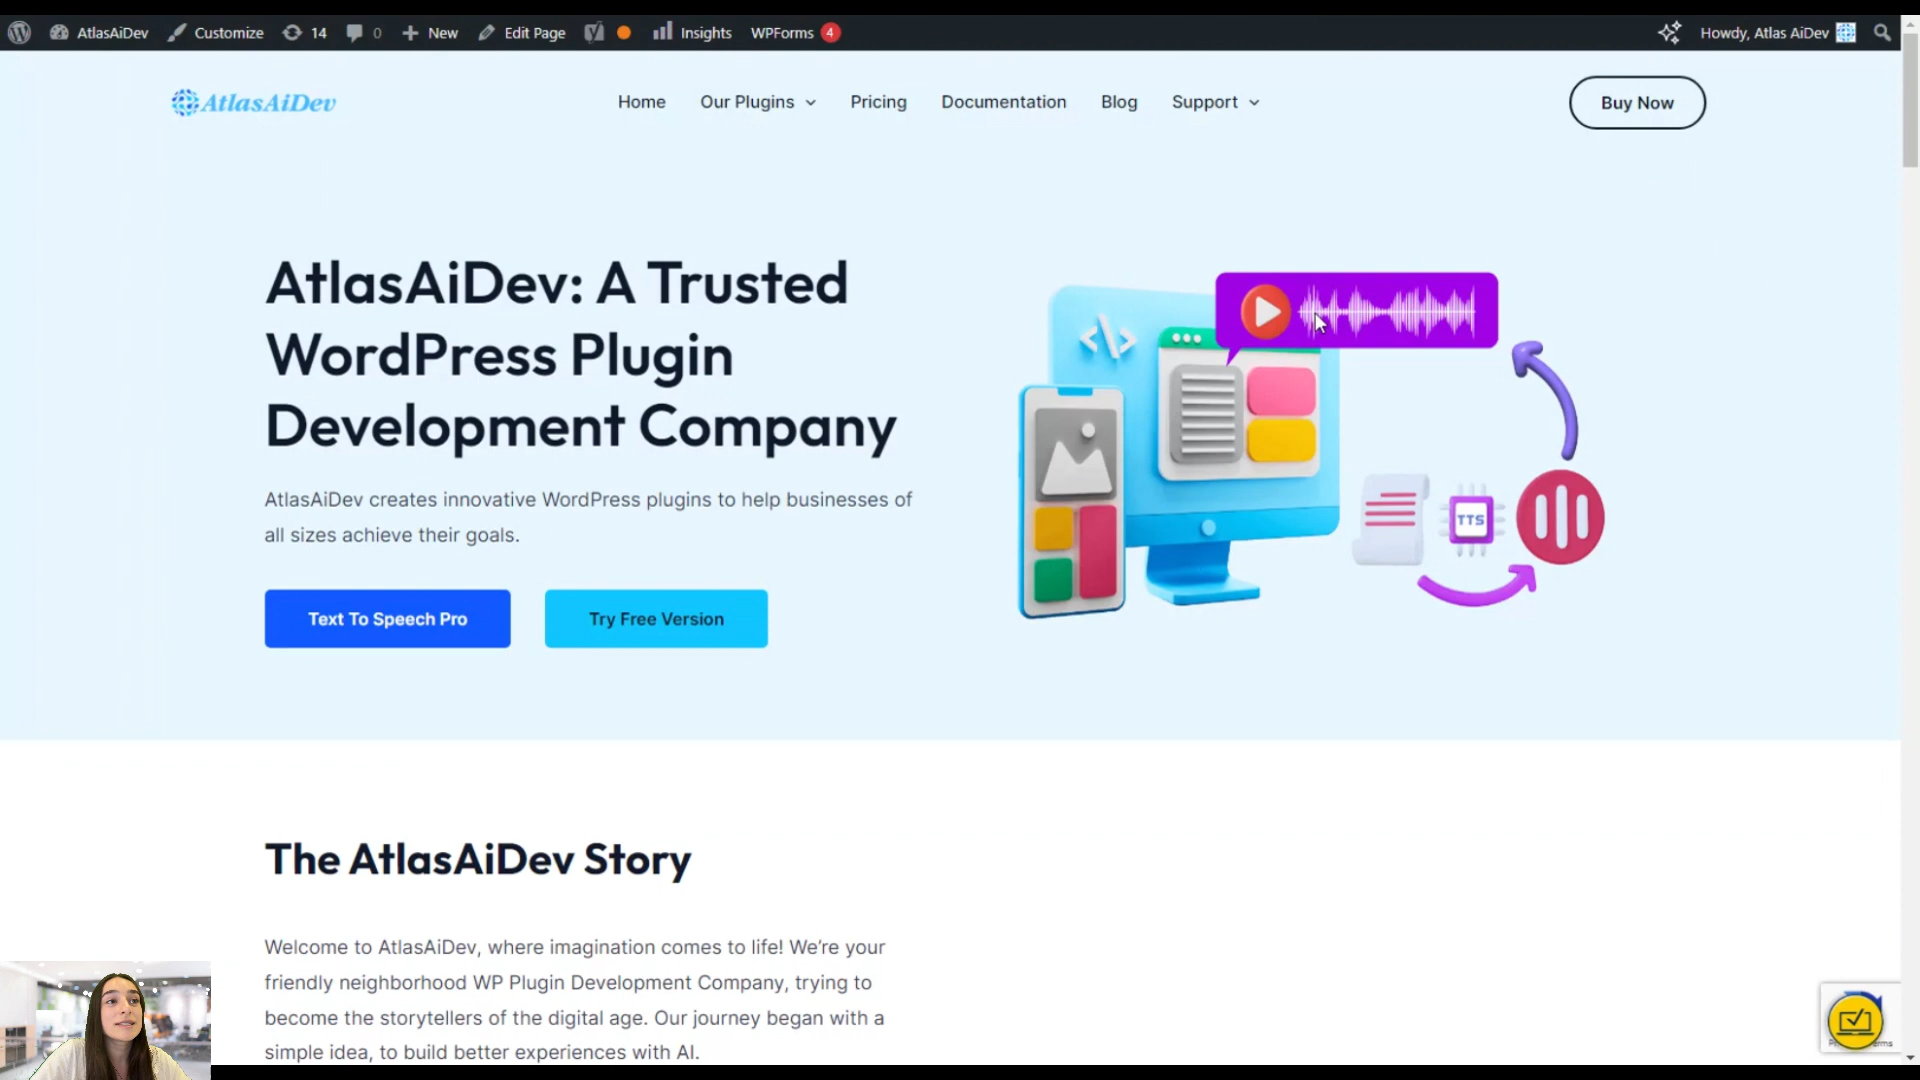 AtlasAiDev Customize 14 0 New Edit Page Insights WPForms 4 Howdy, Atlas AiDev
AtlasAiDev Home Our Plugins Pricing Documentation Blog Support Buy Now
AtlasAiDev: A Trusted
WordPress Plugin
Development Company
AtlasAiDev creates innovative WordPress plugins to help businesses of
all sizes achieve their goals.
Text To Speech Pro Try Free Version
</>
TTS
The AtlasAiDev Story
Welcome to AtlasAiDev, where imagination comes to life! We're your
friendly neighborhood WP Plugin Development Company, trying to
become the storytellers of the digital age. Our journey began with a
simple idea, to build better experiences with AI.